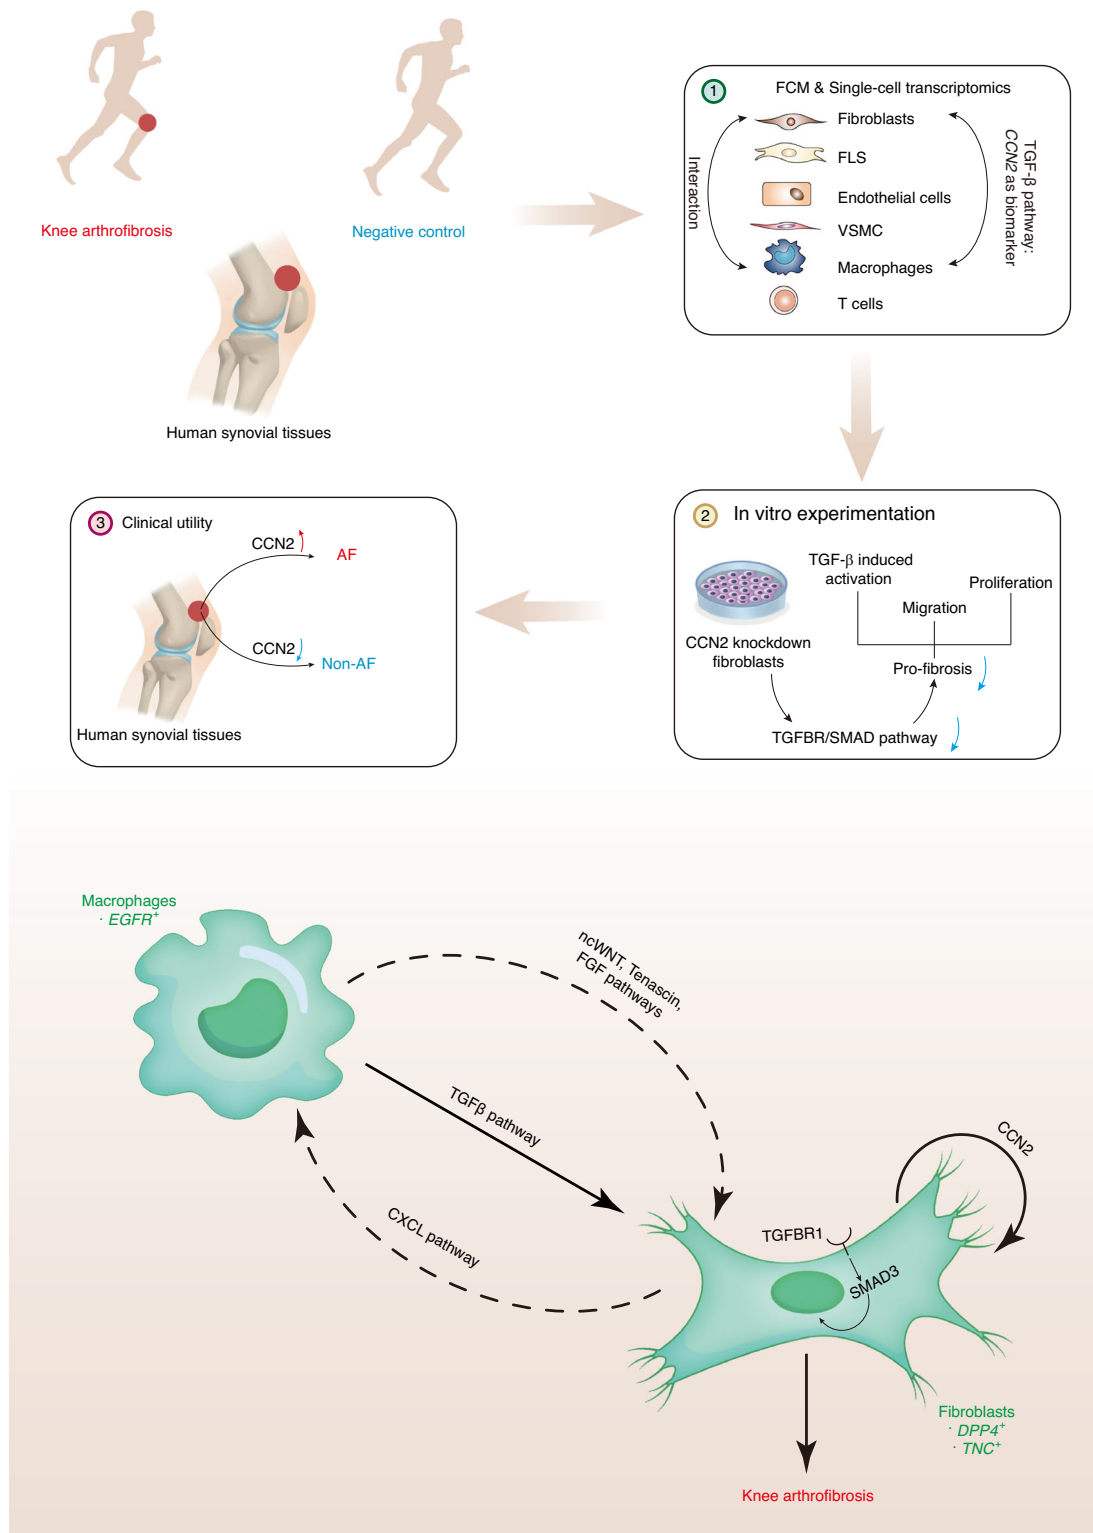 Knee arthrofibrosis
Negative control
Human synovial tissues
1
FCM & Single-cell transcriptomics
Interaction
Fibroblasts
FLS
Endothelial cells
VSMC
Macrophages
T cells
TGF-β pathway:
CCN2 as biomarker
2
In vitro experimentation
TGF-β induced
activation
Migration
Proliferation
CCN2 knockdown
fibroblasts
Pro-fibrosis
TGFBR/SMAD pathway
3
Clinical utility
CCN2
AF
CCN2
Non-AF
Human synovial tissues
Macrophages
· EGFR⁺
ncWNT, Tenascin,
FGF pathways
TGFβ pathway
CXCL pathway
CCN2
TGFBR1
SMAD3
Fibroblasts
· DPP4⁺
· TNC⁺
Knee arthrofibrosis